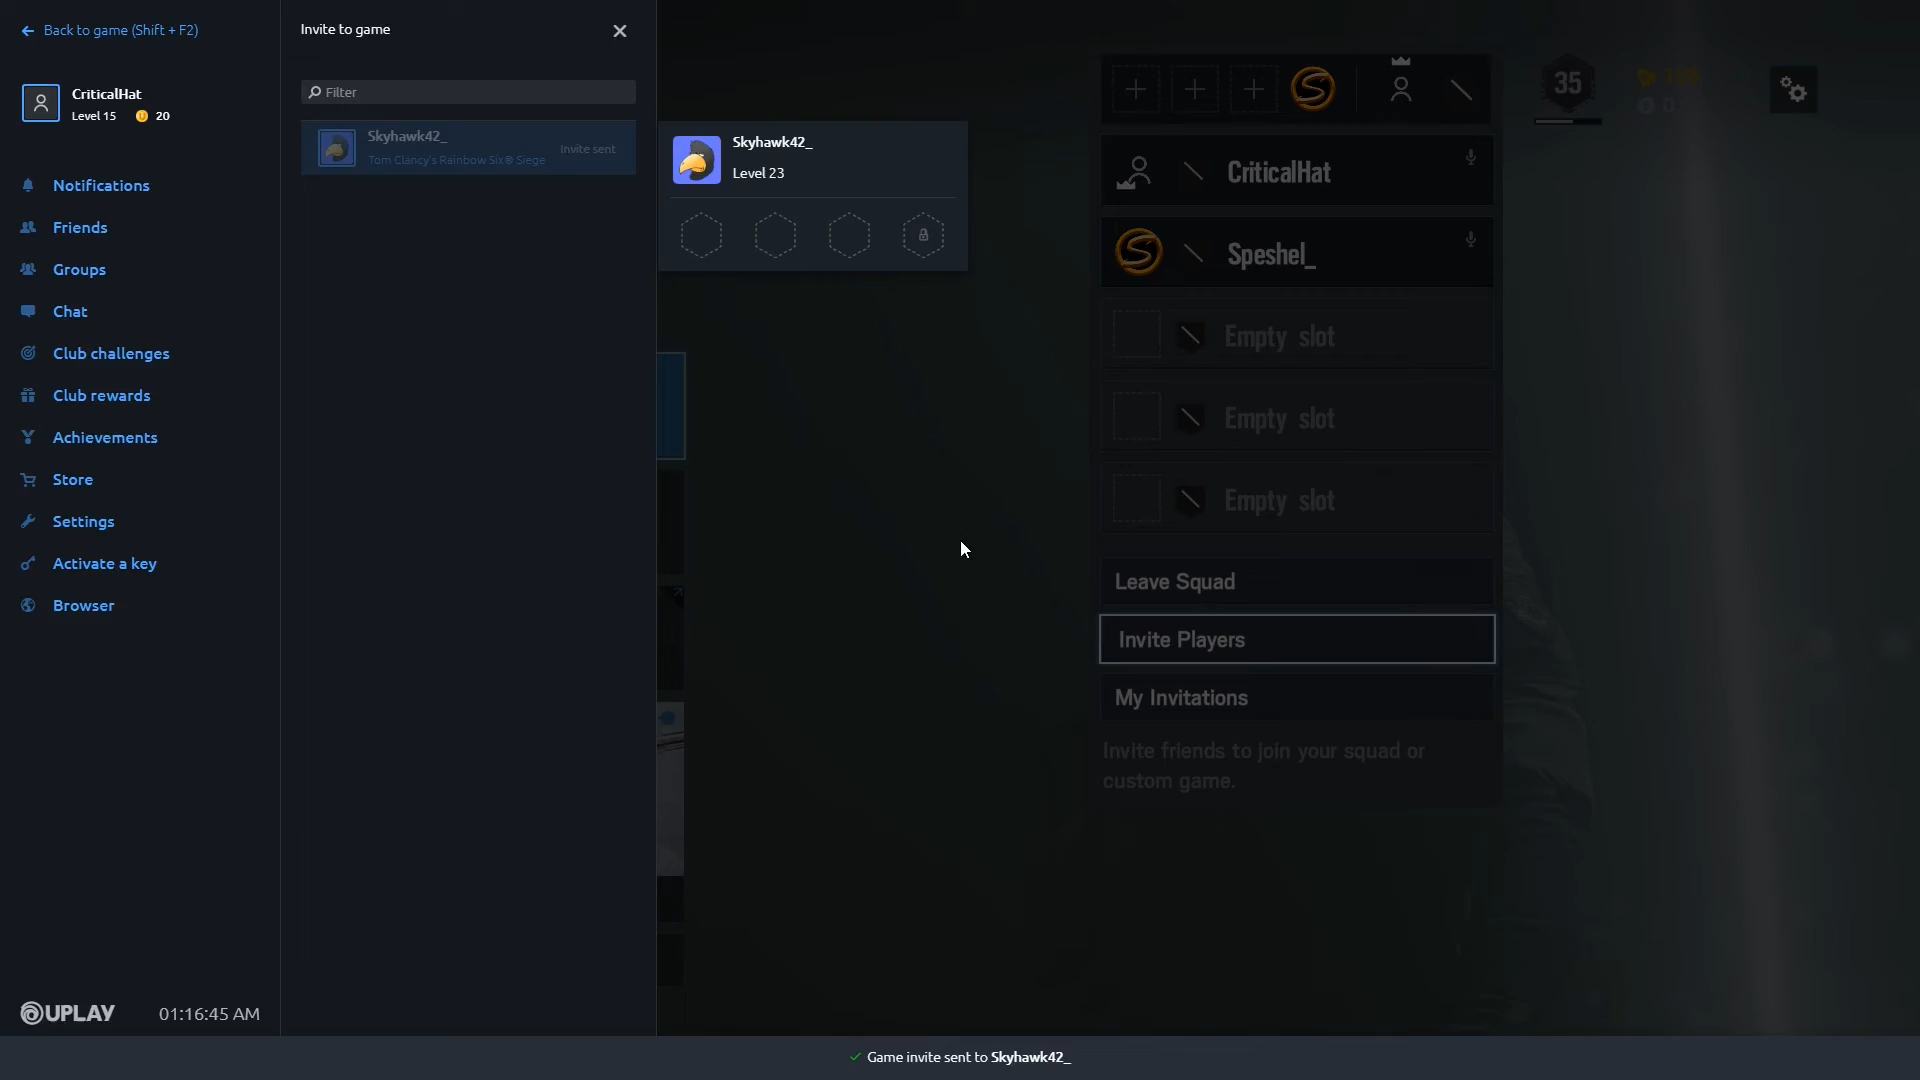 Back to game (Shift + F2)
CriticalHat
Level 15
20
Notifications
Friends
Groups
Chat
Club challenges
Club rewards
Achievements
Store
Settings
Activate a key
Browser
UPLAY
01:16:45 AM
Invite to game
Filter
Skyhawk42_
Tom Clancy's Rainbow Six® Siege
Invite sent
Skyhawk42_
Level 23
35
0
CriticalHat
Speshel_
Empty slot
Empty slot
Empty slot
Leave Squad
Invite Players
My Invitations
Invite friends to join your squad or
custom game.
Game invite sent to Skyhawk42_